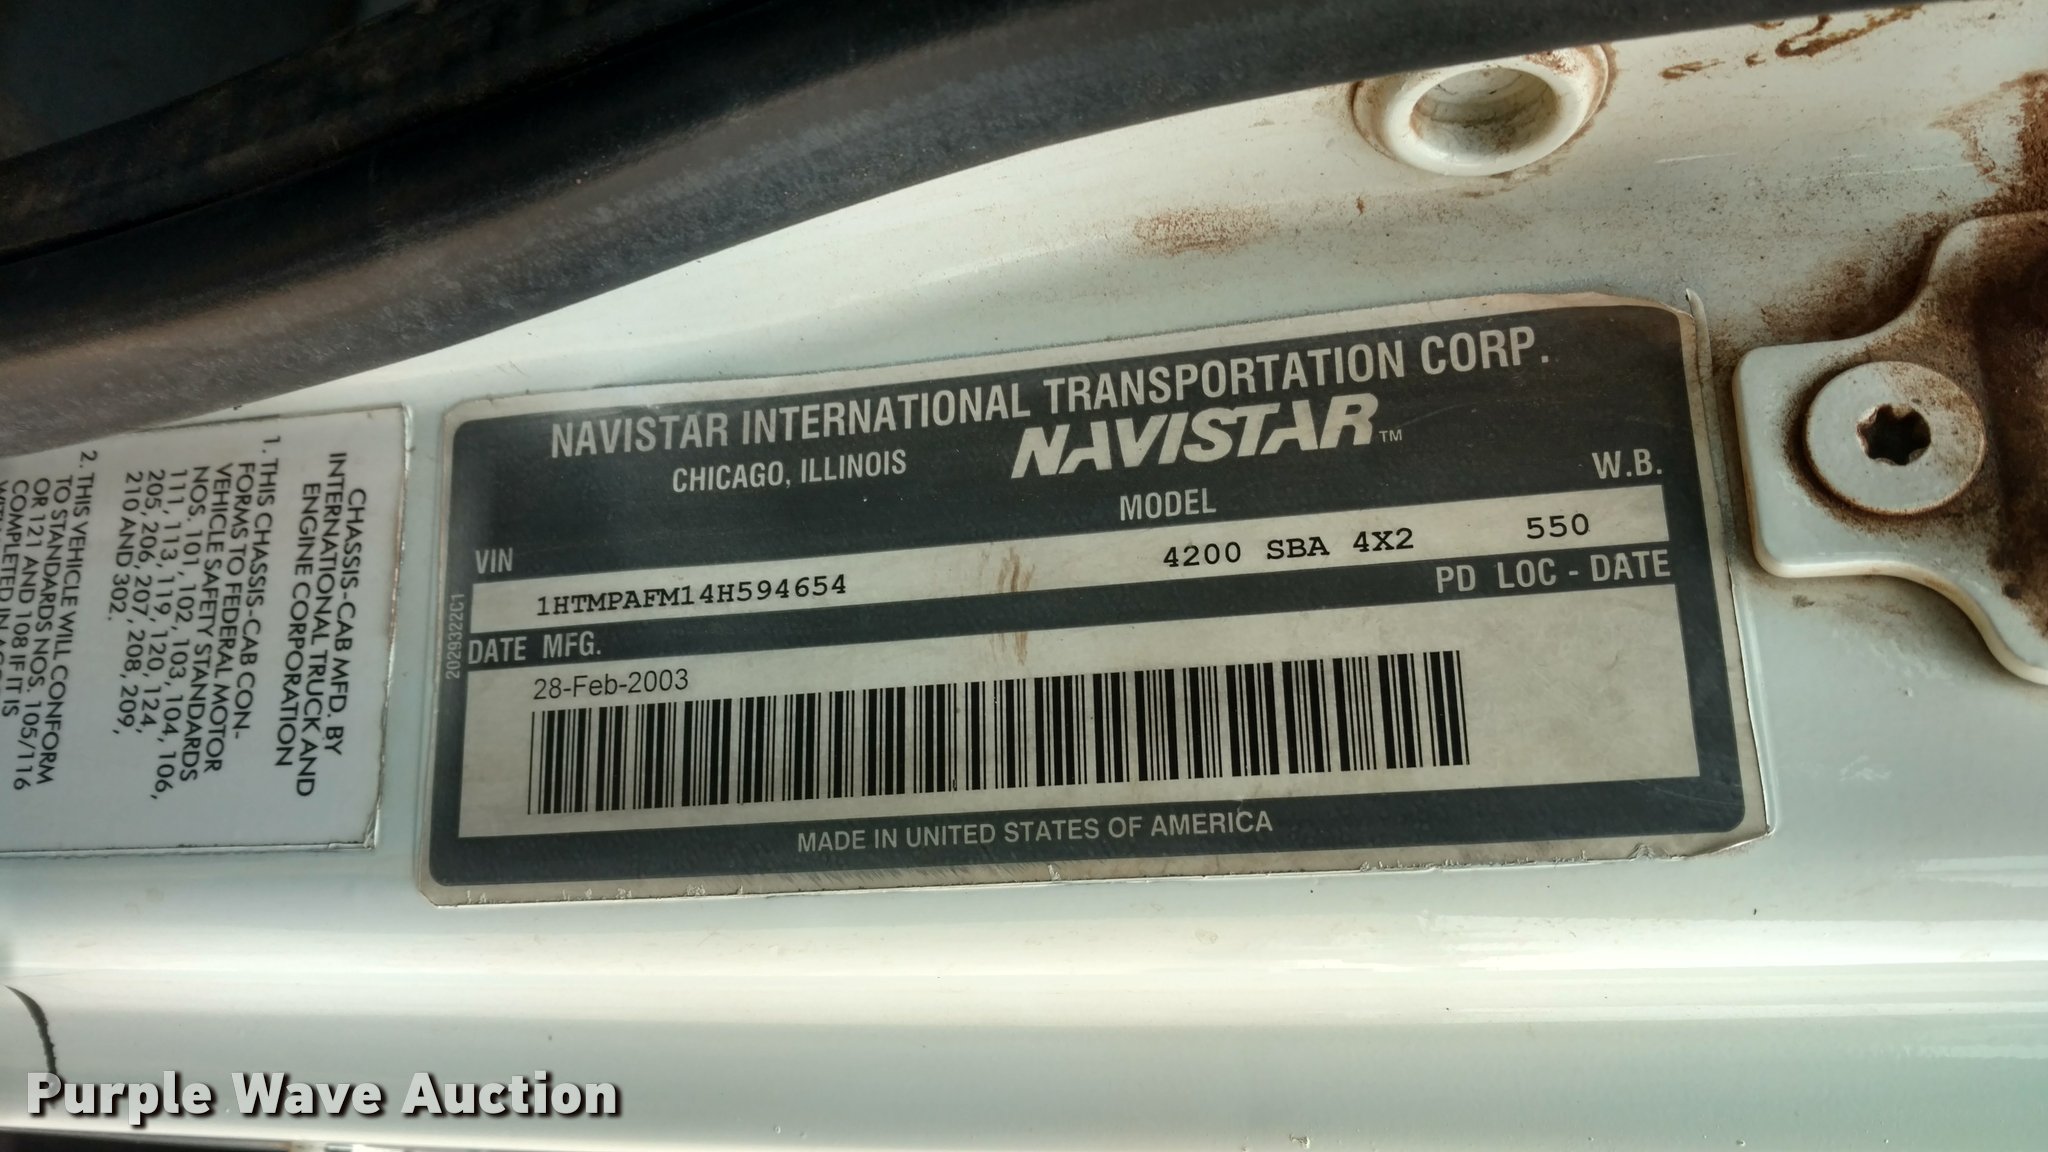 NAVISTAR INTERNATIONAL TRANSPORTATION CORP.
CHICAGO, ILLINOIS
NAVISTAR™
VIN
MODEL
W.B.
1HTMPAFM14H594654
4200 SBA 4X2
550
DATE MFG.
PD LOC - DATE
28-Feb-2003
MADE IN UNITED STATES OF AMERICA
2029322C1
CHASSIS-CAB MFD. BY
INTERNATIONAL TRUCK AND
ENGINE CORPORATION
1. THIS CHASSIS-CAB CON-
FORMS TO FEDERAL MOTOR
VEHICLE SAFETY STANDARDS
NOS. 101, 102, 103, 104, 106,
111, 113, 119, 120, 124,
205, 206, 207, 208, 209,
210 AND 302.
2. THIS VEHICLE WILL CONFORM
TO STANDARDS NOS. 105/116
OR 121 AND 108 IF IT IS
COMPLETED IN
Purple Wave Auction